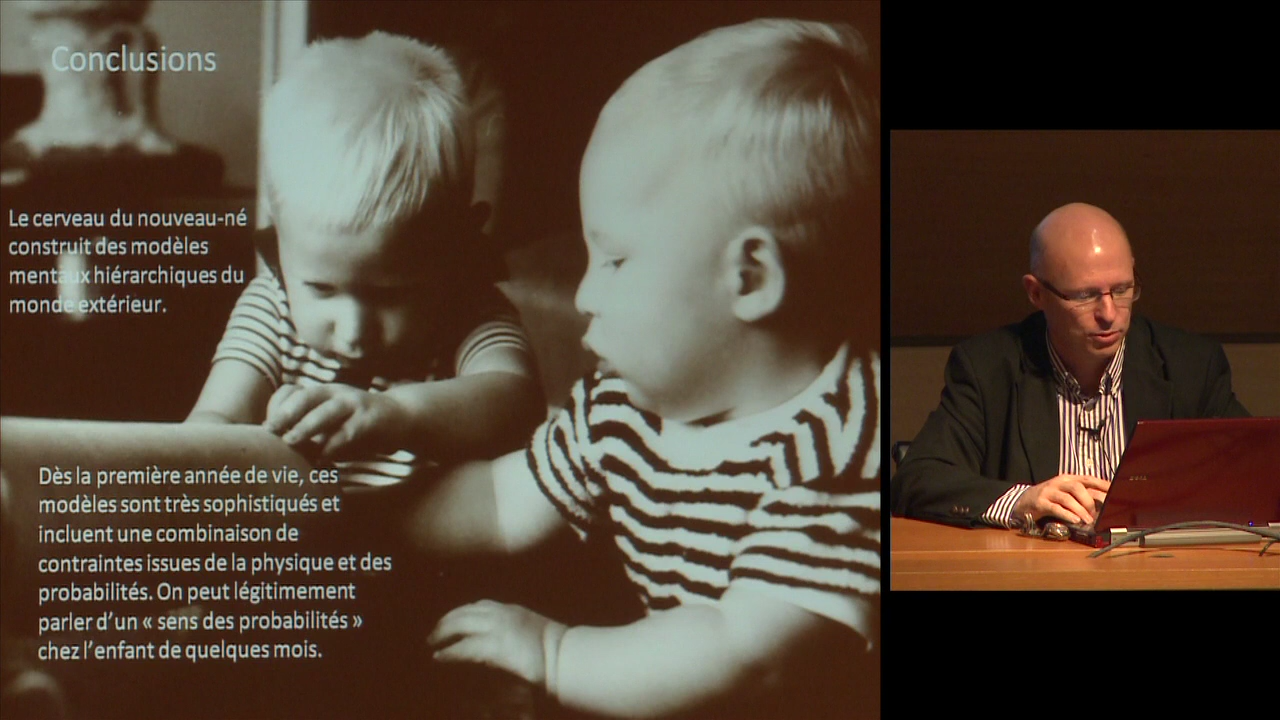 Conclusions
Le cerveau du nouveau-né
construit des modèles
mentaux hiérarchiques du
monde extérieur.
Dès la première année de vie, ces
modèles sont très sophistiqués et
incluent une combinaison de
contraintes issues de la physique et des
probabilités. On peut légitimement
parler d'un « sens des probabilités »
chez l'enfant de quelques mois.